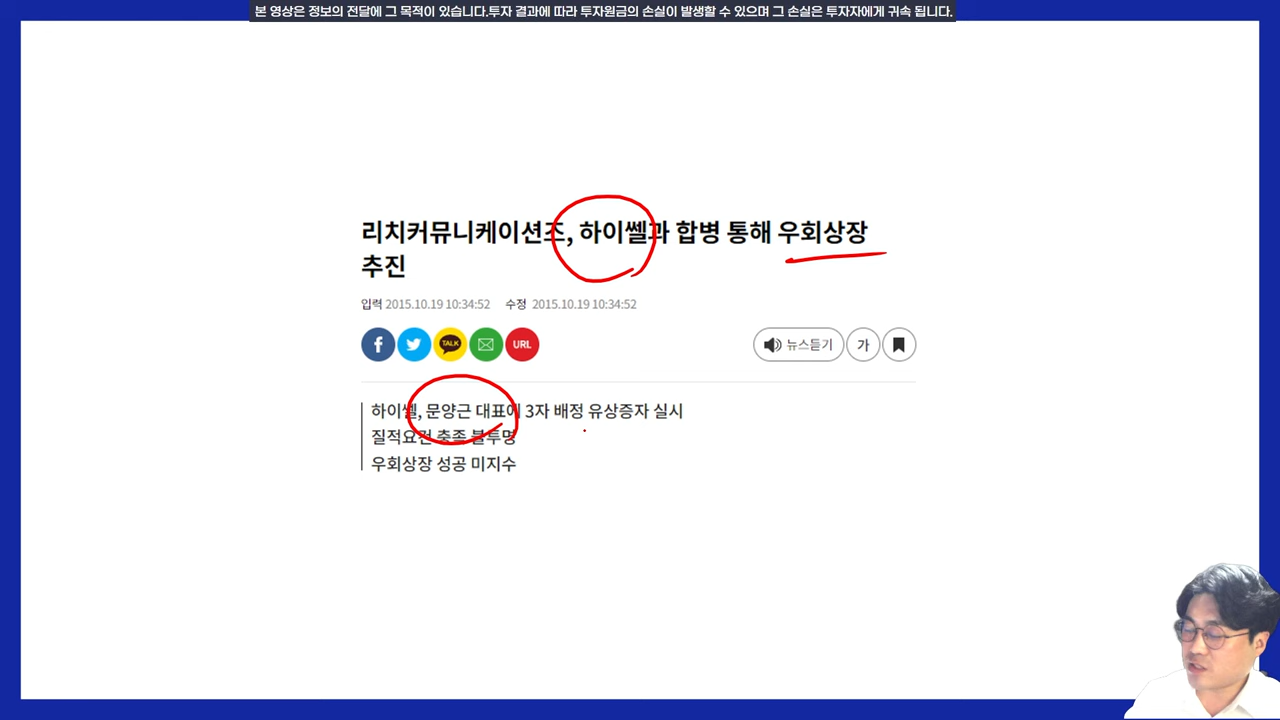 본 영상은 정보의 전달에 그 목적이 있습니다.투자 결과에 따라 투자원금의 손실이 발생할 수 있으며 그 손실은 투자자에게 귀속 됩니다.
리치커뮤니케이션즈, 하이쎌과 합병 통해 우회상장
추진
입력 2015.10.19 10:34:52 수정 2015.10.19 10:34:52
TALK
URL
뉴스듣기
가
하이쎌, 문양근 대표에 3자 배정 유상증자 실시
질적요건 충족 불투명
우회상장 성공 미지수